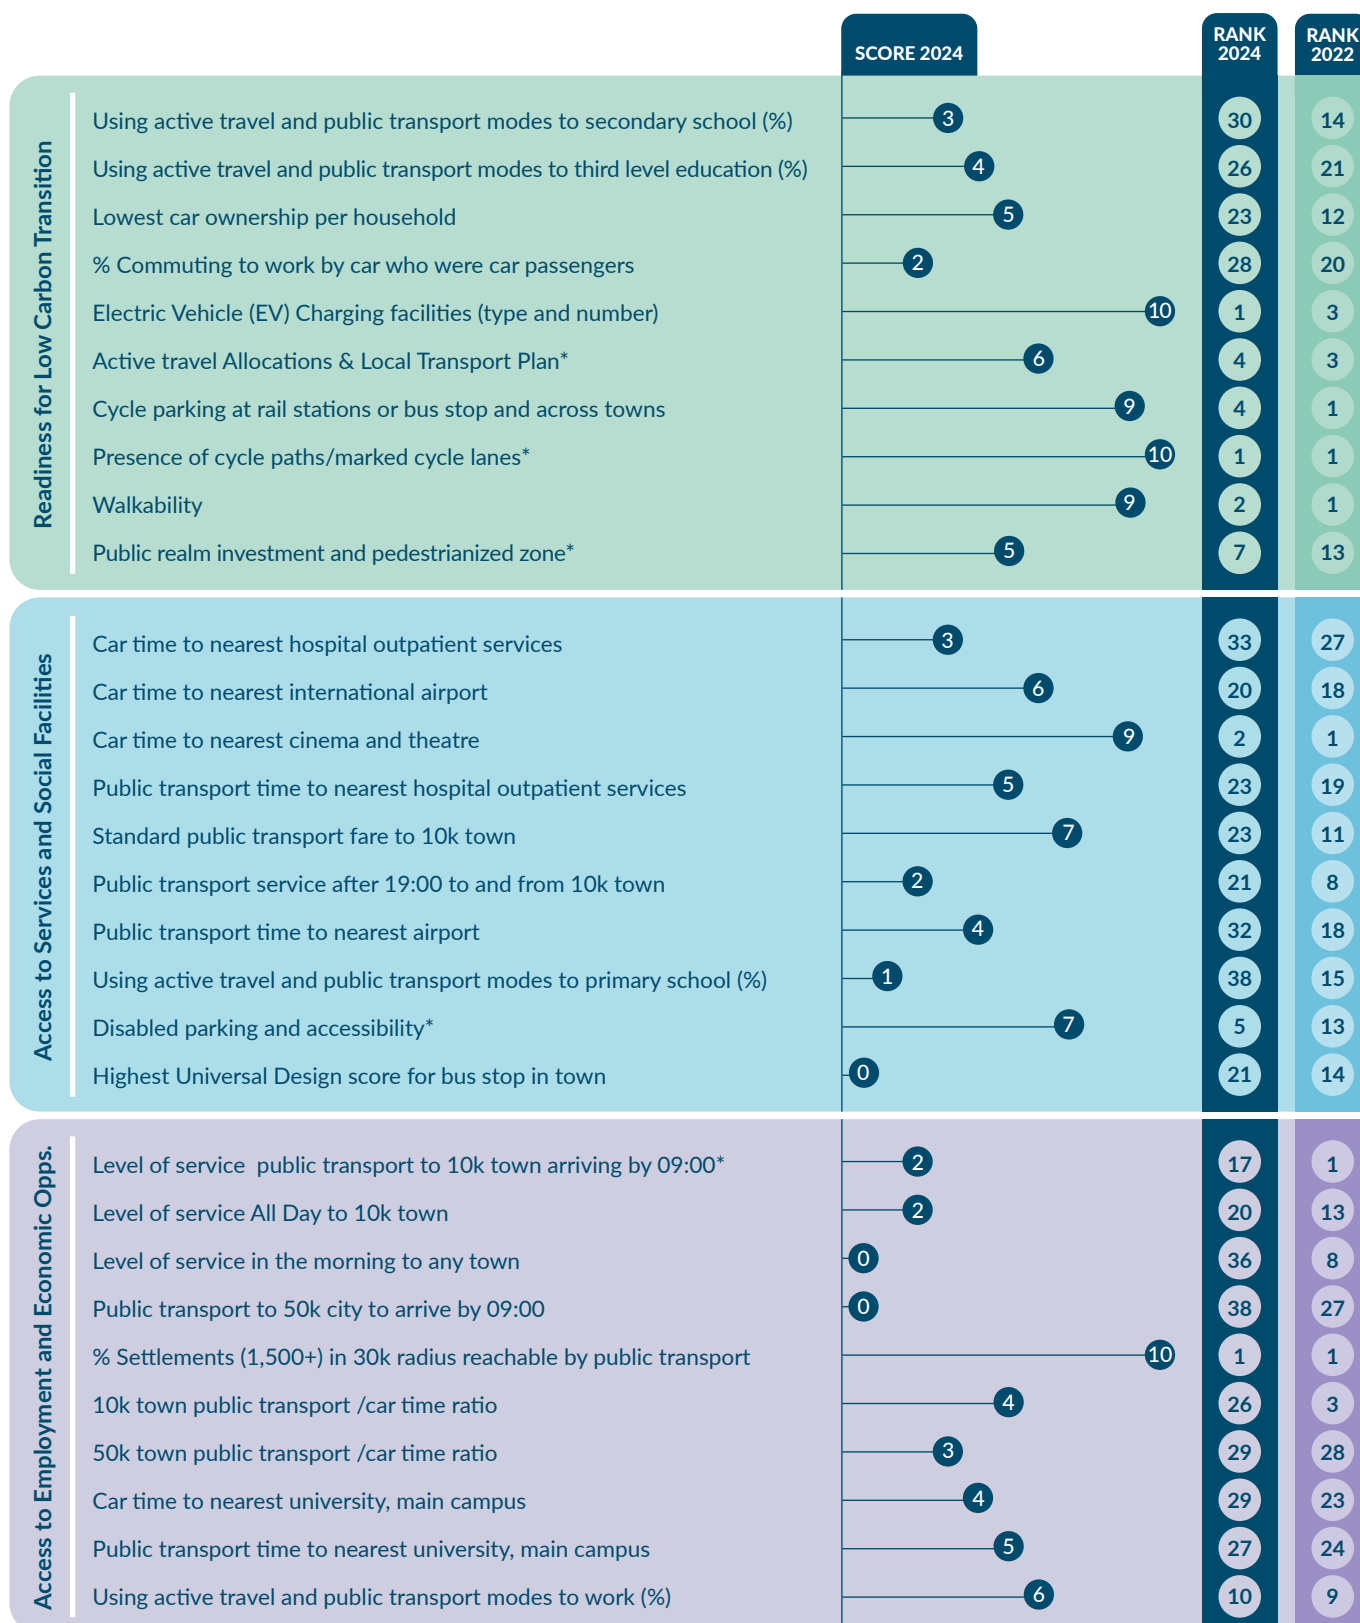 SCORE 2024
RANK
2024
RANK
2022
Readiness for Low Carbon Transition
Using active travel and public transport modes to secondary school (%) 3 30 14
Using active travel and public transport modes to third level education (%) 4 26 21
Lowest car ownership per household 5 23 12
% Commuting to work by car who were car passengers 2 28 20
Electric Vehicle (EV) Charging facilities (type and number) 10 1 3
Active travel Allocations & Local Transport Plan* 6 4 3
Cycle parking at rail stations or bus stop and across towns 9 4 1
Presence of cycle paths/marked cycle lanes* 10 1 1
Walkability 9 2 1
Public realm investment and pedestrianized zone* 5 7 13
Access to Services and Social Facilities
Car time to nearest hospital outpatient services 3 33 27
Car time to nearest international airport 6 20 18
Car time to nearest cinema and theatre 9 2 1
Public transport time to nearest hospital outpatient services 5 23 19
Standard public transport fare to 10k town 7 23 11
Public transport service after 19:00 to and from 10k town 2 21 8
Public transport time to nearest airport 4 32 18
Using active travel and public transport modes to primary school (%) 1 38 15
Disabled parking and accessibility* 7 5 13
Highest Universal Design score for bus stop in town 0 21 14
Access to Employment and Economic Opps.
Level of service public transport to 10k town arriving by 09:00* 2 17 1
Level of service All Day to 10k town 2 20 13
Level of service in the morning to any town 0 36 8
Public transport to 50k city to arrive by 09:00 0 38 27
% Settlements (1,500+) in 30k radius reachable by public transport 10 1 1
10k town public transport /car time ratio 4 26 3
50k town public transport /car time ratio 3 29 28
Car time to nearest university, main campus 4 29 23
Public transport time to nearest university, main campus 5 27 24
Using active travel and public transport modes to work (%) 6 10 9